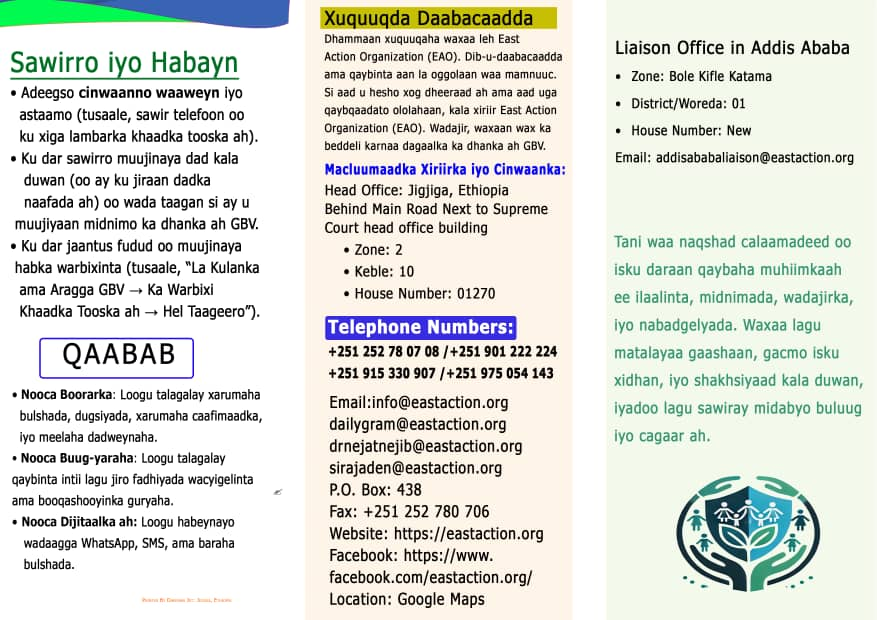 Sawirro iyo Habayn
• Adeegso cinwaanno waaweyn iyo
astaamo (tusaale, sawir telefoon oo
ku xiga lambarka khaadka tooska ah).
• Ku dar sawirro muujinaya dad kala
duwan (oo ay ku jiraan dadka
naafada ah) oo wada taagan si ay u
muujiyaan midnimo ka dhanka ah GBV.
• Ku dar jaantus fudud oo muujinaya
habka warbixinta (tusaale, “La Kulanka
ama Aragga GBV → Ka Warbixi
Khaadka Tooska ah → Hel Taageero”).
QAABAB
• Nooca Boorarka: Loogu talagalay xarumaha
bulshada, dugsiyada, xarumaha caafimaadka,
iyo meelaha dadweynaha.
• Nooca Buug-yaraha: Loogu talagalay
qaybinta intii lagu jiro fadhiyada wacyigelinta
ama booqashooyinka guryaha.
• Nooca Dijitaalka ah: Loogu habeynayo
wadaagga WhatsApp, SMS, ama baraha
bulshada.
Xuquuqda Daabacaadda
Dhammaan xuquuqaha waxaa leh East
Action Organization (EAO). Dib-u-daabacaadda
ama qaybinta aan la oggolaan waa mamnuuc.
Si aad u hesho xog dheeraad ah ama aad uga
qaybqaadato ololahaan, kala xiriir East Action
Organization (EAO). Wadajir, waxaan wax ka
beddeli karnaa dagaalka ka dhanka ah GBV.
Macluumaadka Xiriirka iyo Cinwaanka:
Head Office: Jigjiga, Ethiopia
Behind Main Road Next to Supreme
Court head office building
• Zone: 2
• Keble: 10
• House Number: 01270
Telephone Numbers:
+251 252 78 07 08 /+251 901 222 224
+251 915 330 907 /+251 975 054 143
Email:info@eastaction.org
dailygram@eastaction.org
drnejatnejib@eastaction.org
sirajaden@eastaction.org
P.O. Box: 438
Fax: +251 252 780 706
Website: https://eastaction.org
Facebook: https://www.
facebook.com/eastaction.org/
Location: Google Maps
Liaison Office in Addis Ababa
• Zone: Bole Kifle Katama
• District/Woreda: 01
• House Number: New
Email: addisababaliaison@eastaction.org
Tani waa naqshad calaamadeed oo
isku daraan qaybaha muhiimkaah
ee ilaalinta, midnimada, wadajirka,
iyo nabadgelyada. Waxaa lagu
matalayaa gaashaan, gacmo isku
xidhan, iyo shakhsiyaad kala duwan,
iyadoo lagu sawiray midabyo buluug
iyo cagaar ah.